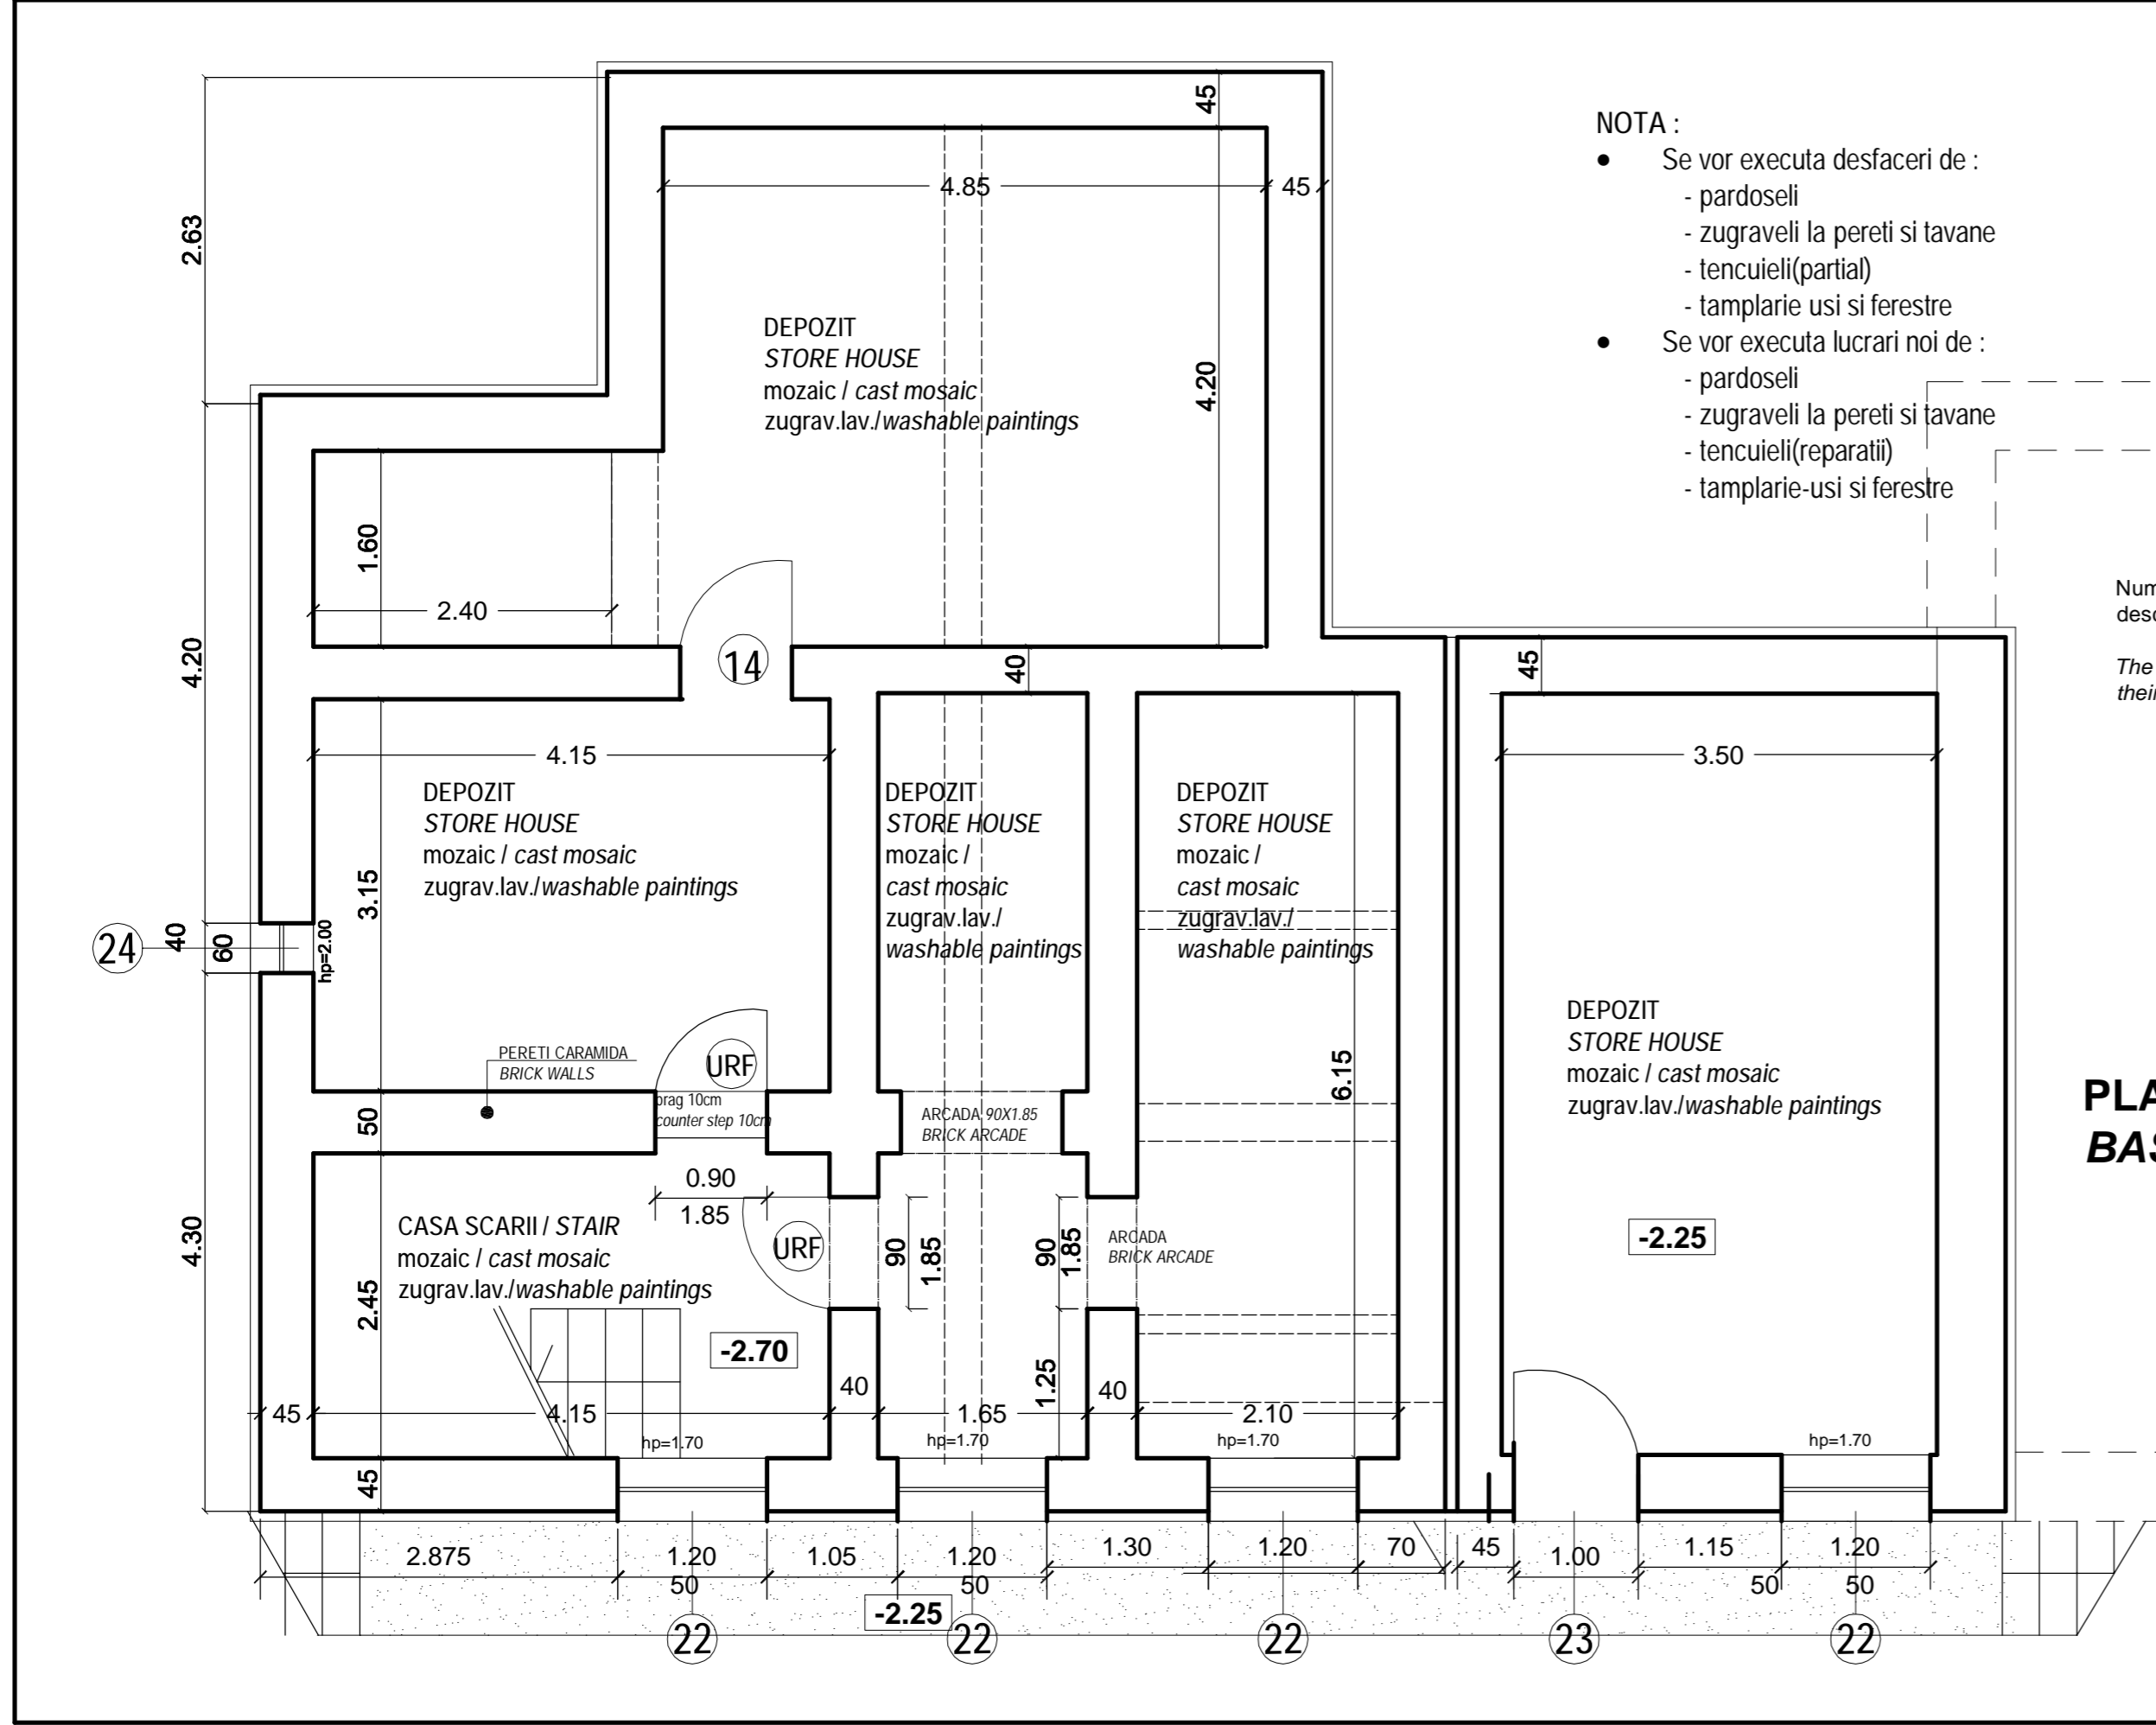 45
4.85
45
2.63
DEPOZIT
STORE HOUSE
mozaic / cast mosaic
zugrav.lav./washable paintings
4.20
NOTA :
• Se vor executa desfaceri de :
- pardoseli
- zugraveli la pereti si tavane
- tencuieli(partial)
- tamplarie usi si ferestre
• Se vor executa lucrari noi de :
- pardoseli
- zugraveli la pereti si tavane
- tencuieli(reparatii)
- tamplarie-usi si ferestre
1.60
2.40
4.20
14
40
45
The
4.15
DEPOZIT
STORE HOUSE
mozaic / cast mosaic
zugrav.lav./washable paintings
3.15
DEPOZIT
STORE HOUSE
mozaic /
cast mosaic
zugrav.lav./
washable paintings
DEPOZIT
STORE HOUSE
mozaic /
cast mosaic
zugrav.lav./
washable paintings
3.50
24
40
60
hp=2.00
PERETI CARAMIDA
BRICK WALLS
URF
prag 10cm
counter step 10cm
50
ARCADA 90X1.85
BRICK ARCADE
6.15
DEPOZIT
STORE HOUSE
mozaic / cast mosaic
zugrav.lav./washable paintings
0.90
1.85
4.30
CASA SCARII / STAIR
mozaic / cast mosaic
zugrav.lav./washable paintings
2.45
URF
90
1.85
90
1.85
ARCADA
BRICK ARCADE
-2.25
-2.70
40
1.25
40
45
4.15
1.65
2.10
hp=1.70
hp=1.70
hp=1.70
hp=1.70
45
2.875
1.20
50
1.05
1.20
50
1.30
1.20
70
45
1.00
1.15
50
1.20
50
-2.25
22
22
22
23
22